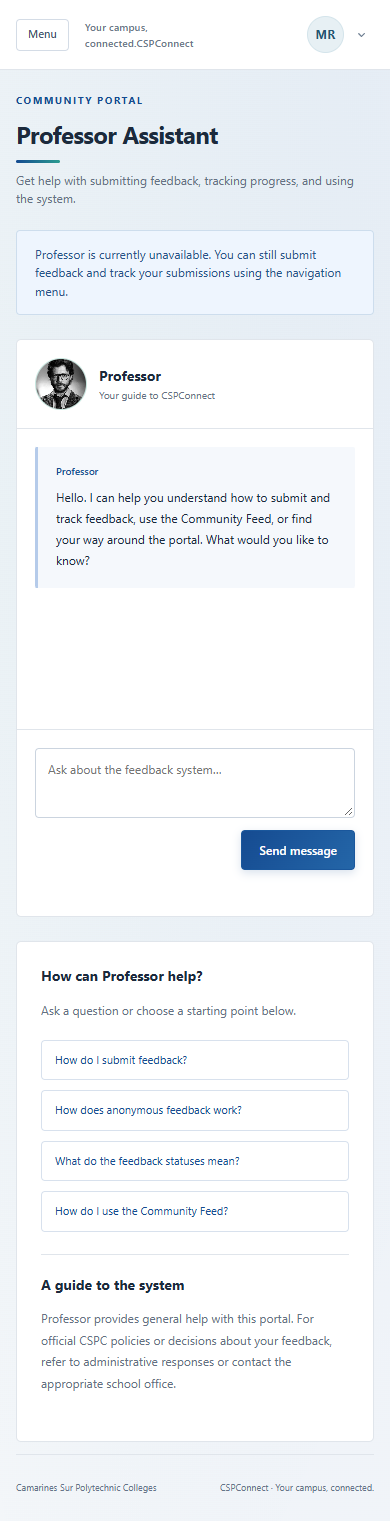 Menu
Your campus,
connected.CSPConnect
MR
COMMUNITY PORTAL
Professor Assistant
Get help with submitting feedback, tracking progress, and using
the system.
Professor is currently unavailable. You can still submit
feedback and track your submissions using the navigation
menu.
Professor
Your guide to CSPConnect
Professor
Hello. I can help you understand how to submit and
track feedback, use the Community Feed, or find
your way around the portal. What would you like to
know?
Ask about the feedback system...
Send message
How can Professor help?
Ask a question or choose a starting point below.
How do I submit feedback?
How does anonymous feedback work?
What do the feedback statuses mean?
How do I use the Community Feed?
A guide to the system
Professor provides general help with this portal. For
official CSPC policies or decisions about your feedback,
refer to administrative responses or contact the
appropriate school office.
Camarines Sur Polytechnic Colleges
CSPConnect · Your campus, connected.